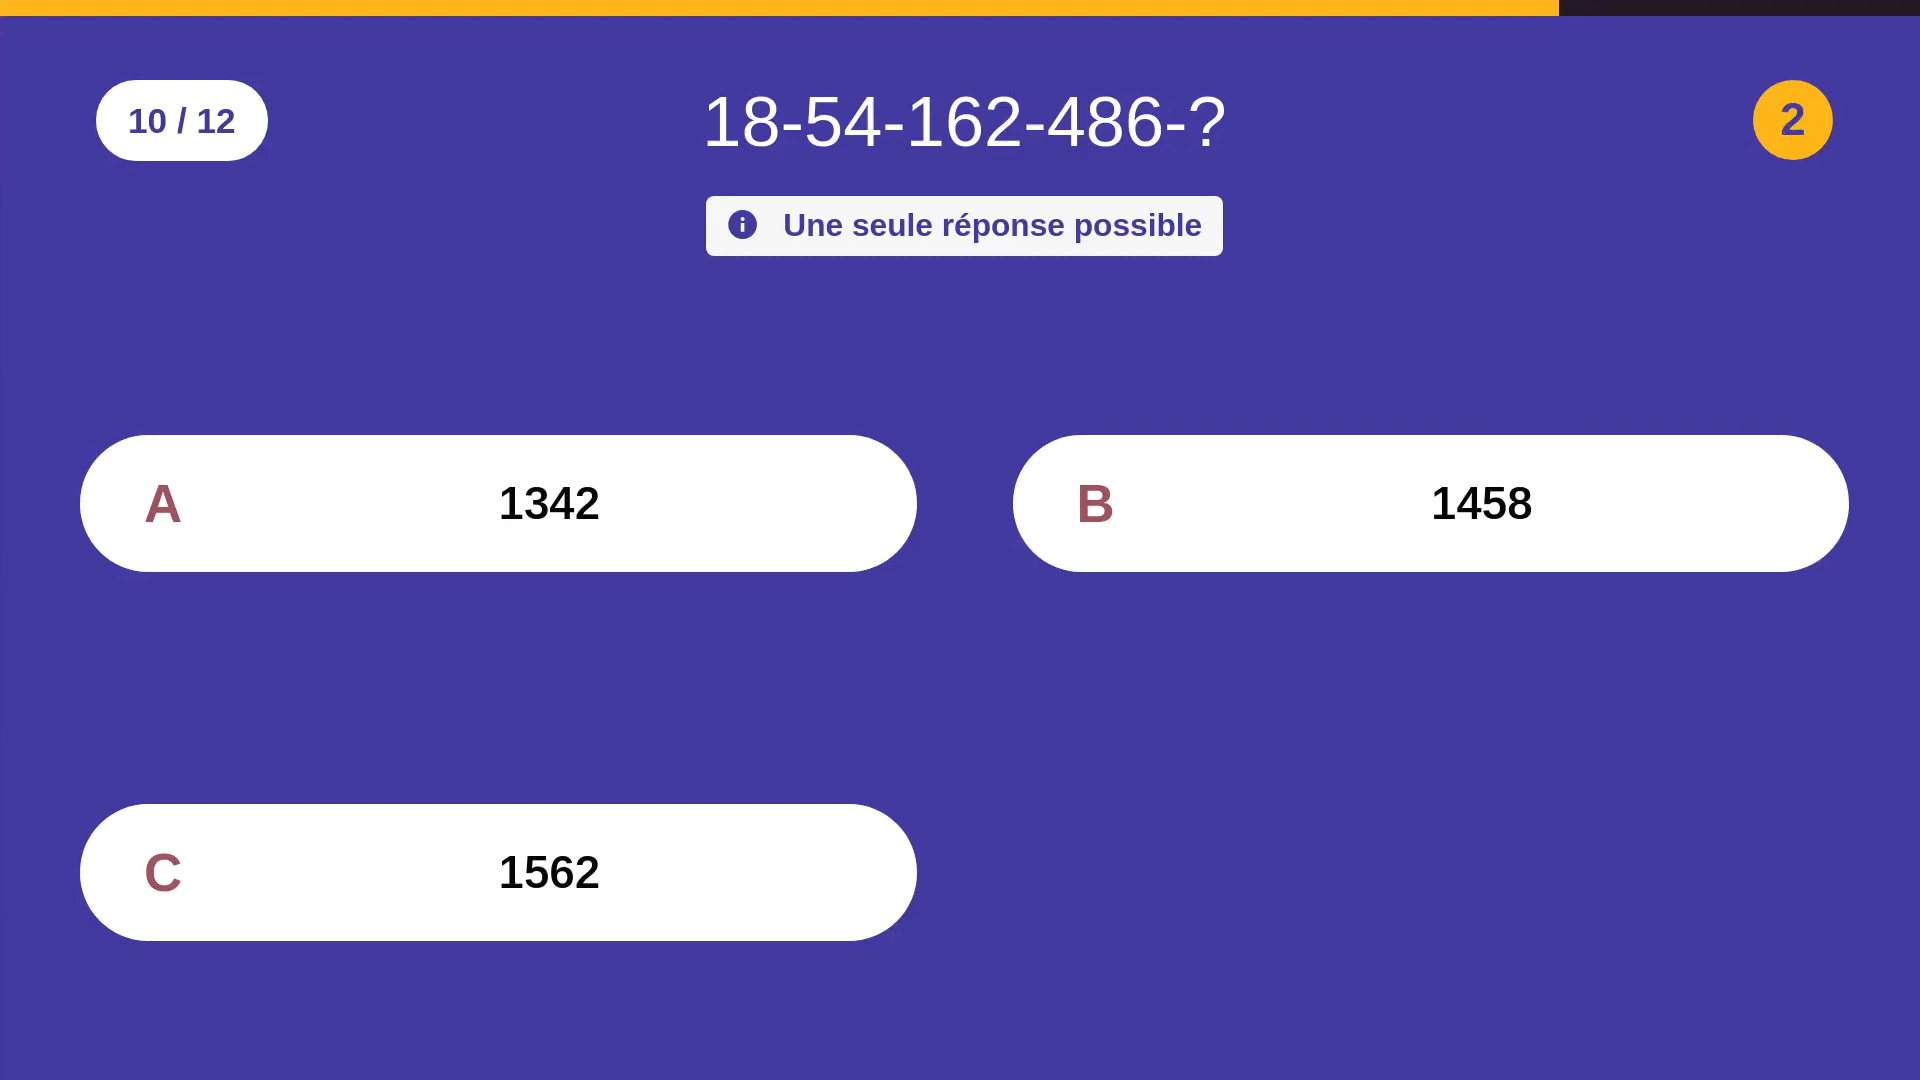 10 / 12
18-54-162-486-?
2
Une seule réponse possible
A 1342
B 1458
C 1562